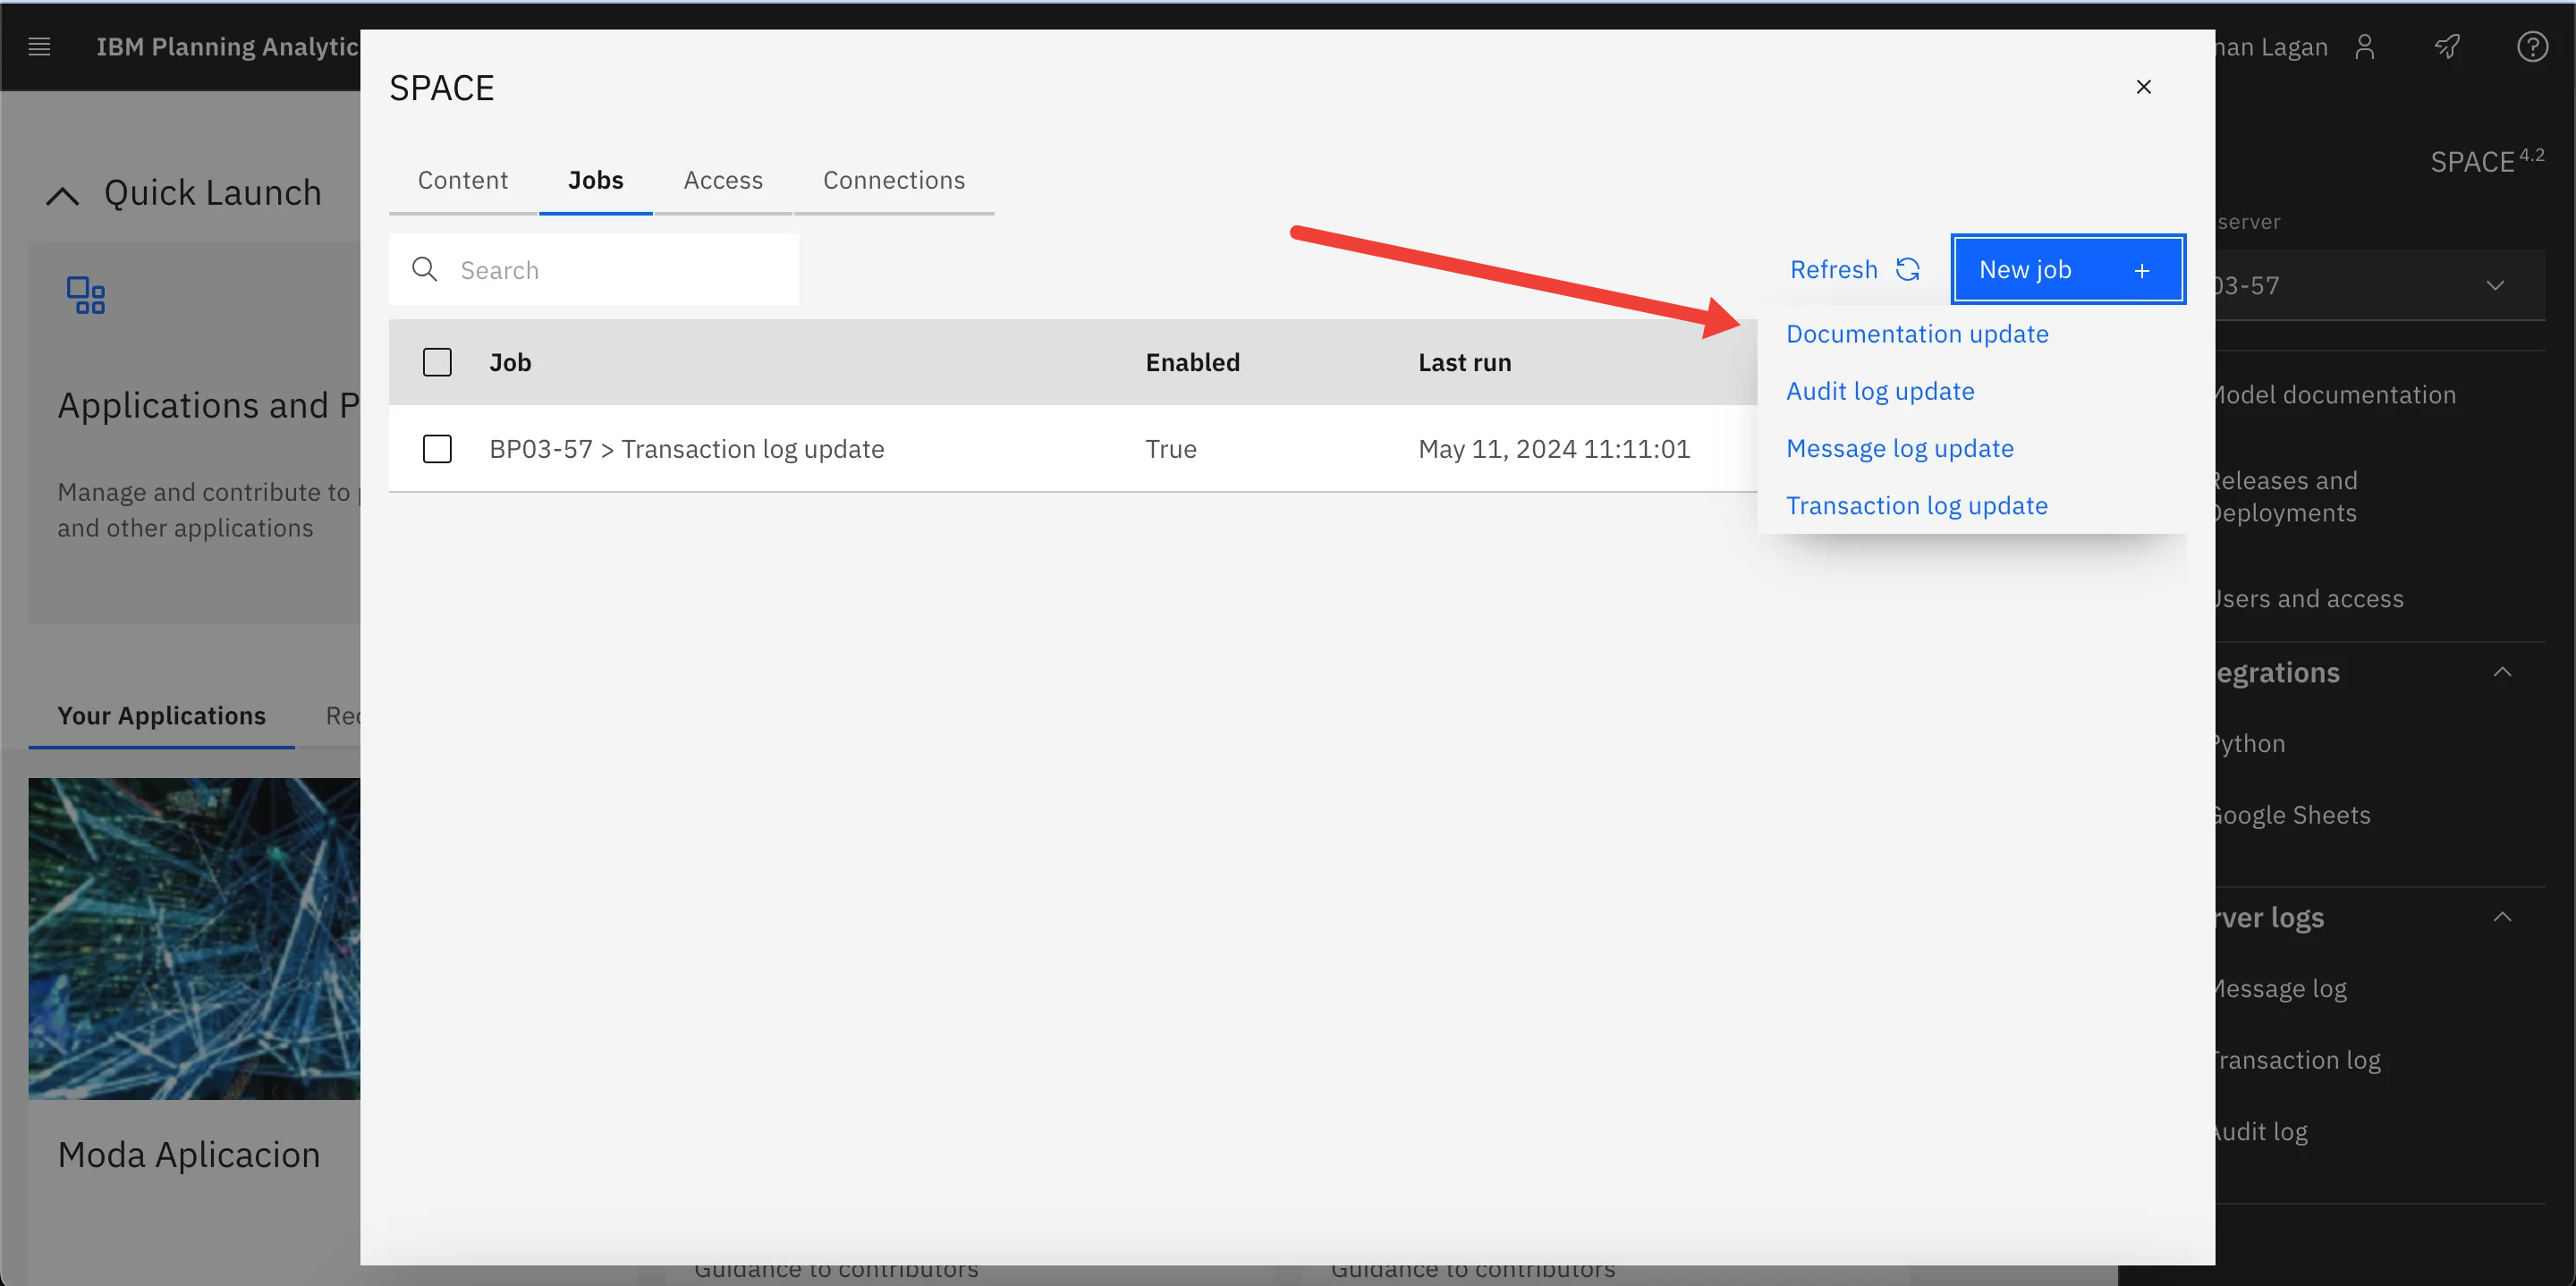 IBM Planning Analytic
nan Lagan
SPACE
Content
Jobs
Access
Connections
SPACE 4.2
Quick Launch
server
Search
Refresh
New job
03-57
Documentation update
Job
Enabled
Last run
Audit log update
Model documentation
Applications and P
BP03-57 > Transaction log update
True
May 11, 2024 11:11:01
Message log update
Manage and contribute to
and other applications
Transaction log update
Releases and
Deployments
Users and access
egrations
Your Applications
Rec
Python
Google Sheets
rver logs
Message log
Transaction log
Audit log
Moda Aplicacion
Guidance to contributors
Guidance to contributors